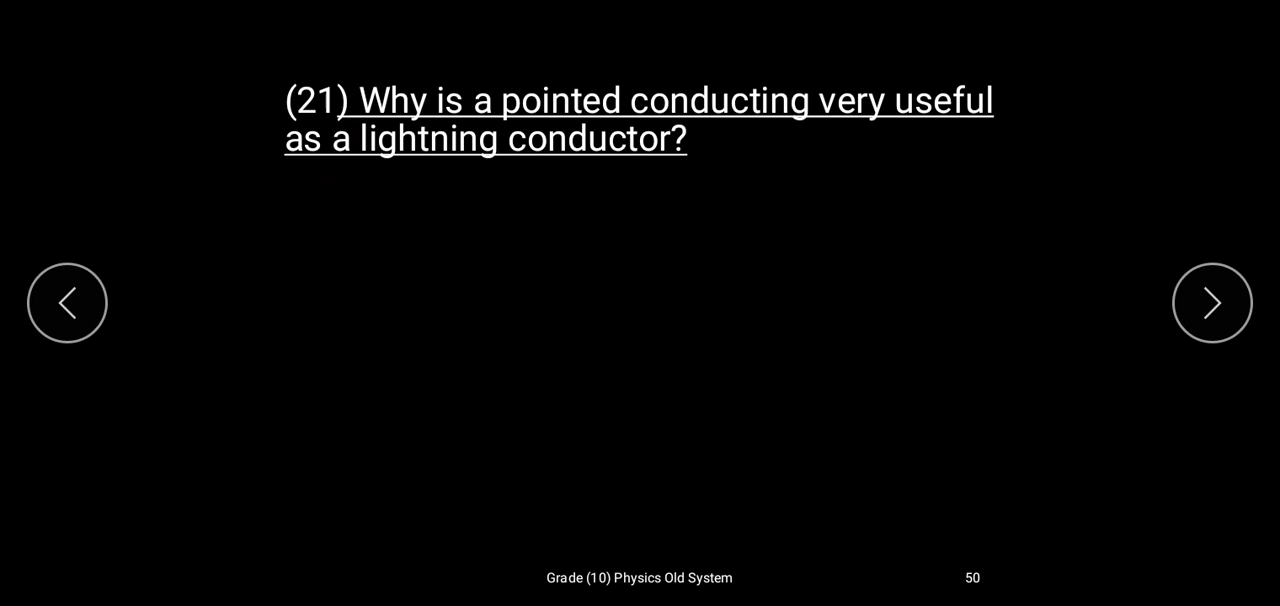 (21) Why is a pointed conducting very useful
as a lightning conductor?
Grade (10) Physics Old System
50